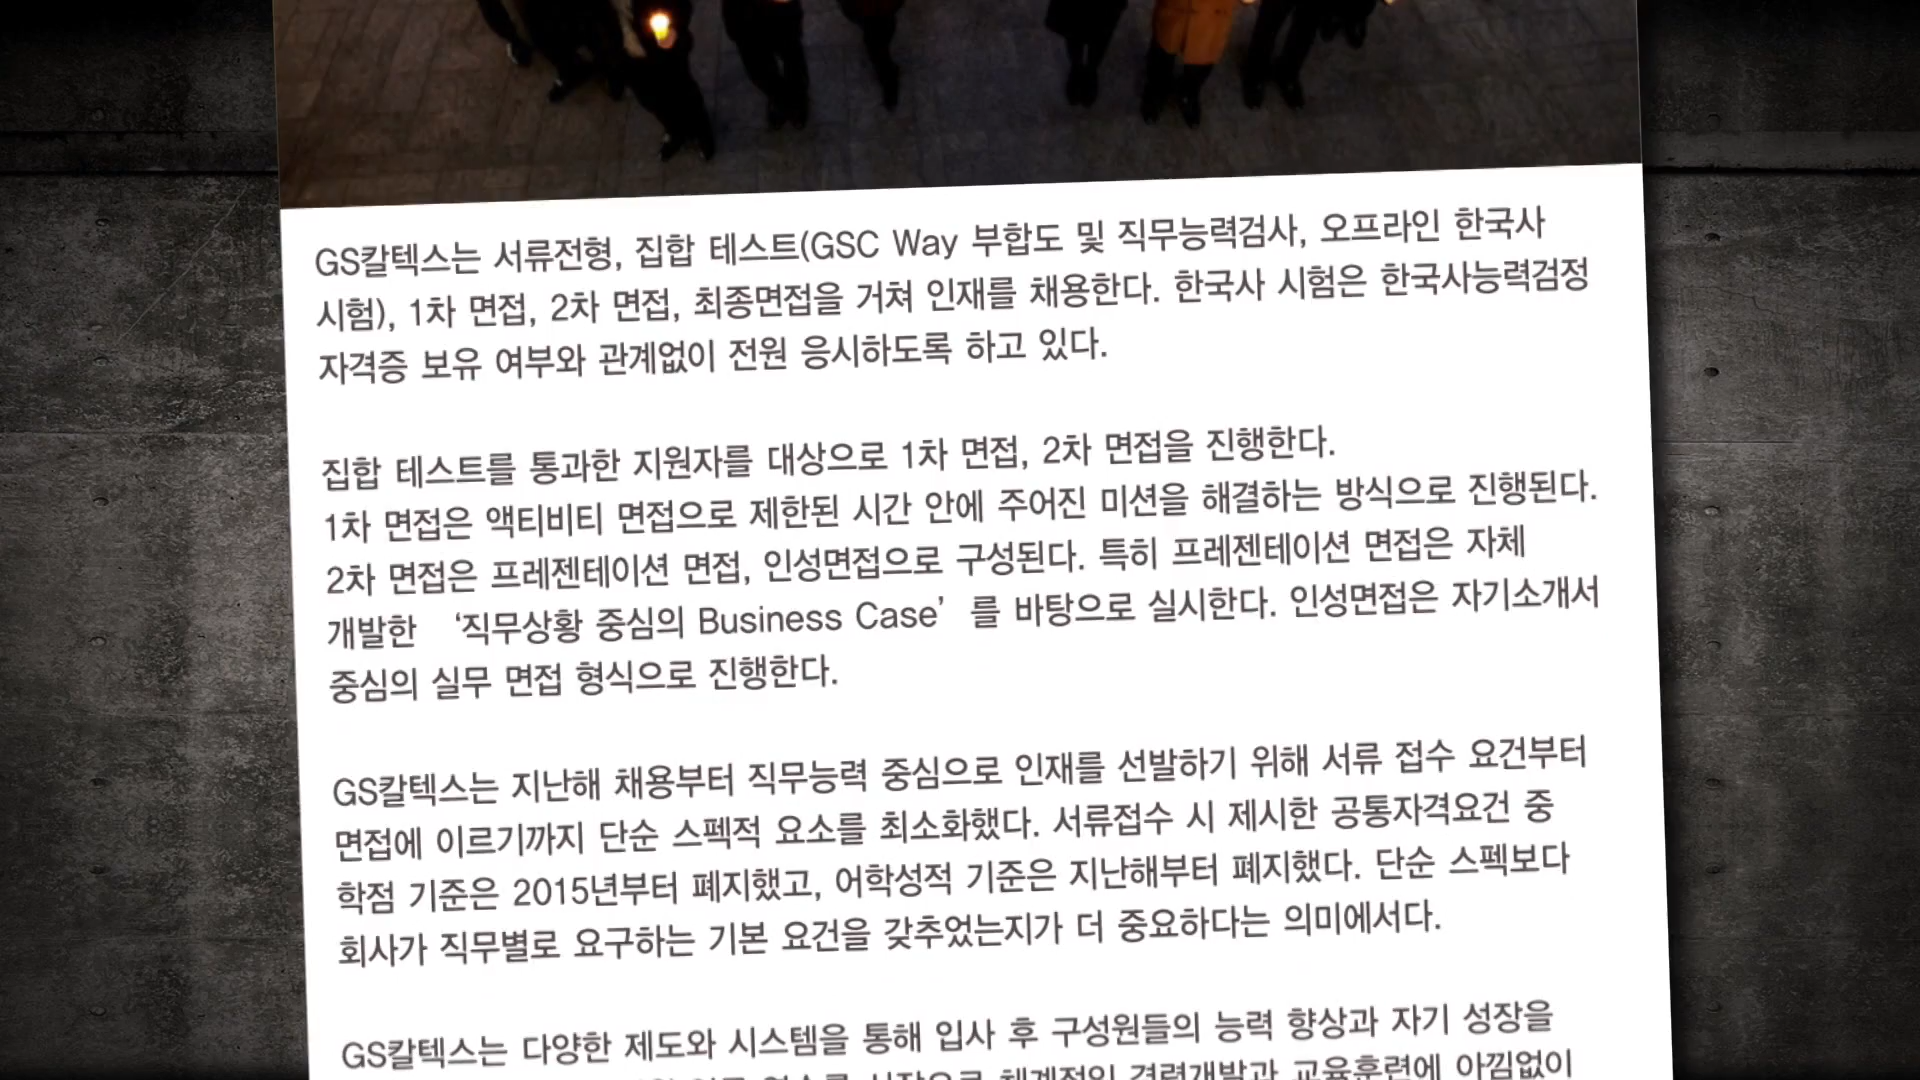 GS칼텍스는 서류전형, 집합 테스트(GSC Way 부합도 및 직무능력검사, 오프라인 한국사
시험), 1차 면접, 2차 면접, 최종면접을 거쳐 인재를 채용한다. 한국사 시험은 한국사능력검정
자격증 보유 여부와 관계없이 전원 응시하도록 하고 있다.
집합 테스트를 통과한 지원자를 대상으로 1차 면접, 2차 면접을 진행한다.
1차 면접은 액티비티 면접으로 제한된 시간 안에 주어진 미션을 해결하는 방식으로 진행된다.
2차 면접은 프레젠테이션 면접, 인성면접으로 구성된다. 특히 프레젠테이션 면접은 자체
개발한 ‘직무상황 중심의 Business Case’를 바탕으로 실시한다. 인성면접은 자기소개서
중심의 실무 면접 형식으로 진행한다.
GS칼텍스는 지난해 채용부터 직무능력 중심으로 인재를 선발하기 위해 서류 접수 요건부터
면접에 이르기까지 단순 스펙적 요소를 최소화했다. 서류접수 시 제시한 공통자격요건 중
학점 기준은 2015년부터 폐지했고, 어학성적 기준은 지난해부터 폐지했다. 단순 스펙보다
회사가 직무별로 요구하는 기본 요건을 갖추었는지가 더 중요하다는 의미에서다.
GS칼텍스는 다양한 제도와 시스템을 통해 입사 후 구성원들의 능력 향상과 자기 성장을
체계적인 경력개발과 교육훈련에 아낌없이